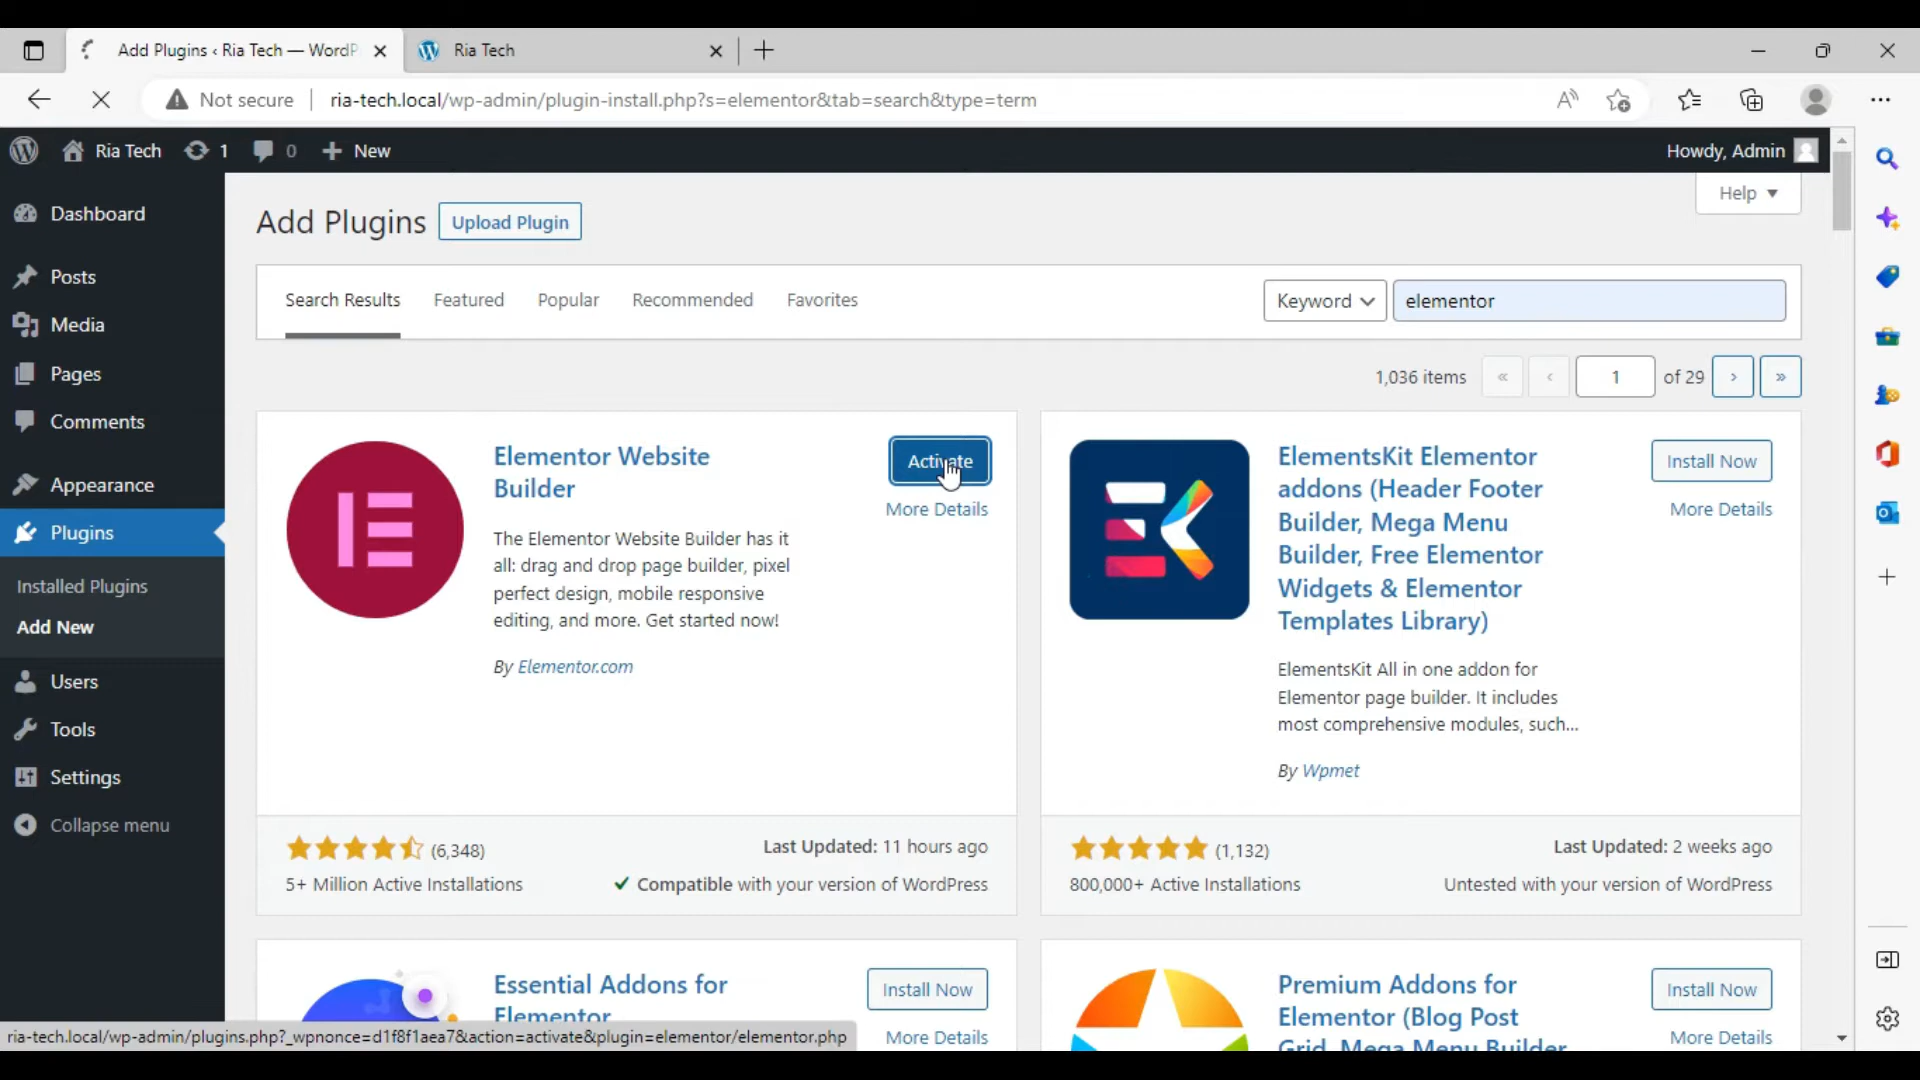 Add Plugins ‹ Ria Tech — WordP
Ria Tech
Not secure
ria-tech.local/wp-admin/plugin-install.php?s=elementor&tab=search&type=term
Ria Tech
1
0
New
Howdy, Admin
Dashboard
Posts
Media
Pages
Comments
Appearance
Plugins
Installed Plugins
Add New
Users
Tools
Settings
Collapse menu
Help
Add Plugins
Upload Plugin
Search Results
Featured
Popular
Recommended
Favorites
Keyword
elementor
1,036 items
«
‹
1
of 29
›
»
Elementor Website
Builder
Activate
More Details
The Elementor Website Builder has it
all: drag and drop page builder, pixel
perfect design, mobile responsive
editing, and more. Get started now!
By Elementor.com
(6,348)
5+ Million Active Installations
Last Updated: 11 hours ago
Compatible with your version of WordPress
ElementsKit Elementor
addons (Header Footer
Builder, Mega Menu
Builder, Free Elementor
Widgets & Elementor
Templates Library)
Install Now
More Details
ElementsKit All in one addon for
Elementor page builder. It includes
most comprehensive modules, such...
By Wpmet
(1,132)
800,000+ Active Installations
Last Updated: 2 weeks ago
Untested with your version of WordPress
Essential Addons for
Elementor
Install Now
More Details
Premium Addons for
Elementor (Blog Post
Grid, Mega Menu Builder
Install Now
More Details
ria-tech.local/wp-admin/plugins.php?_wpnonce=d1f8f1aea7&action=activate&plugin=elementor/elementor.php